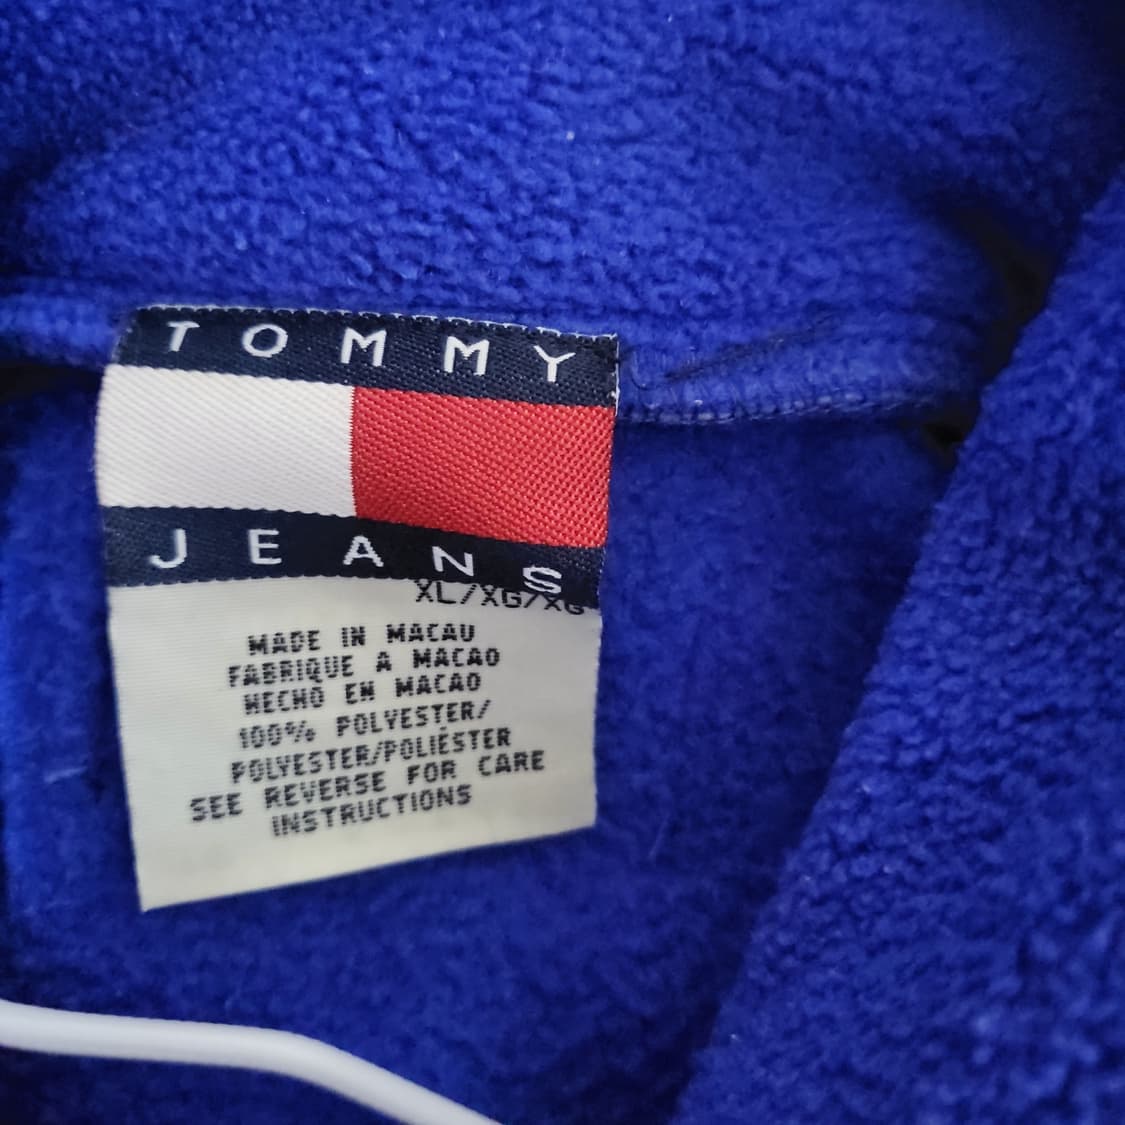 TOMMY
JEANS
XL/XG/XG
MADE IN MACAU
FABRIQUE A MACAO
HECHO EN MACAO
100% POLYESTER/
POLYESTER/POLIÉSTER
SEE REVERSE FOR CARE
INSTRUCTIONS